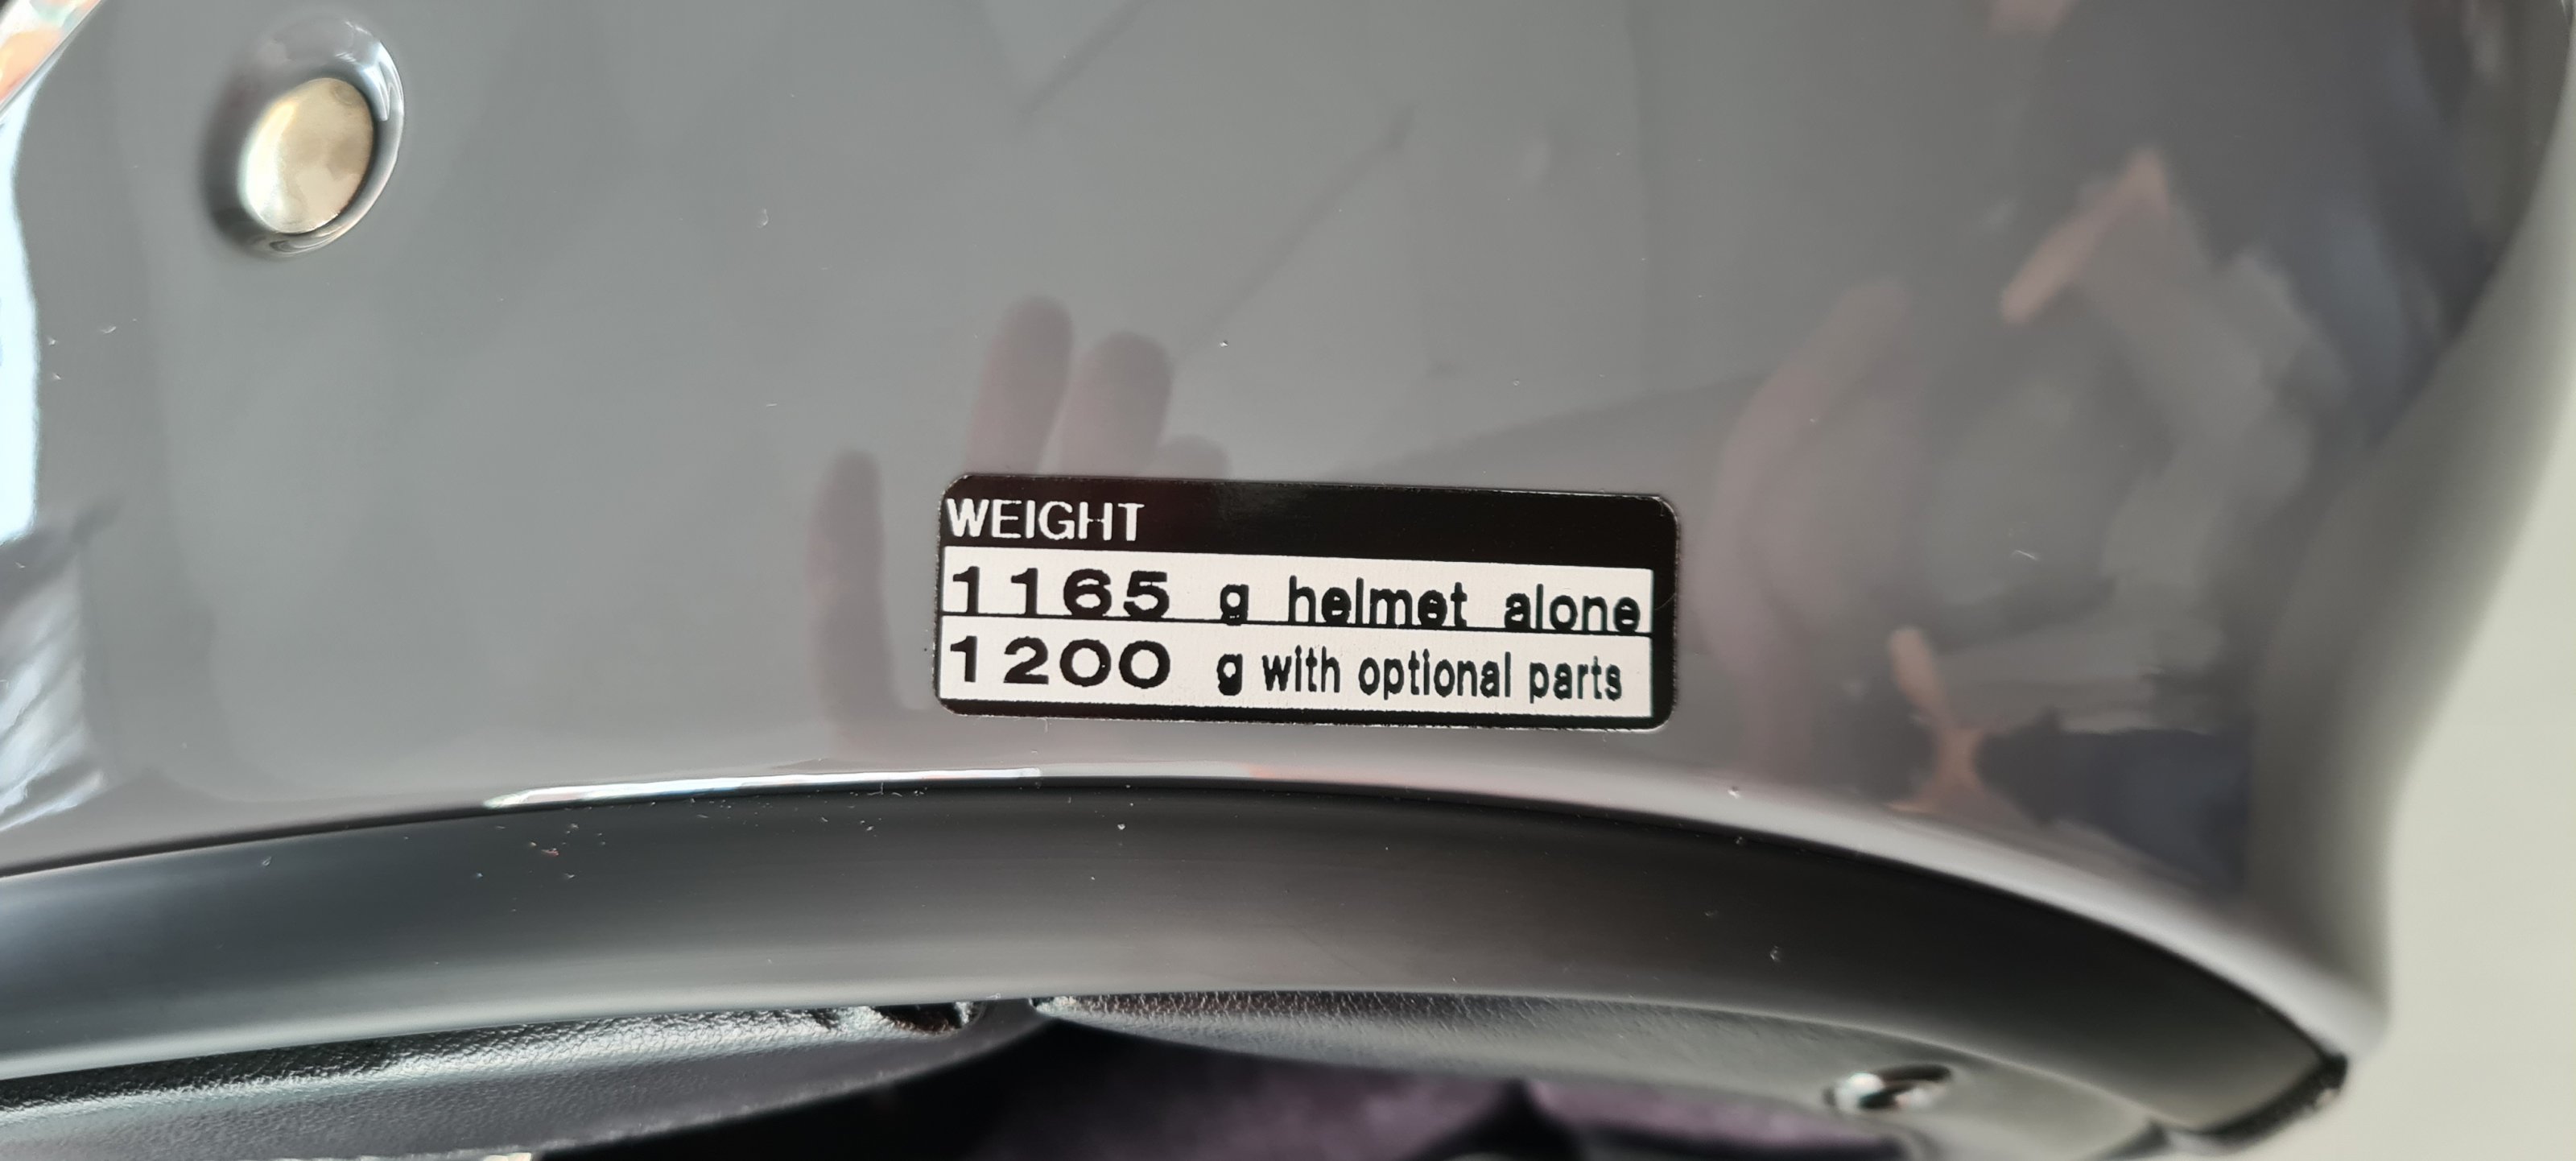 WEIGHT
1165 g helmet alone
1200 g with optional parts